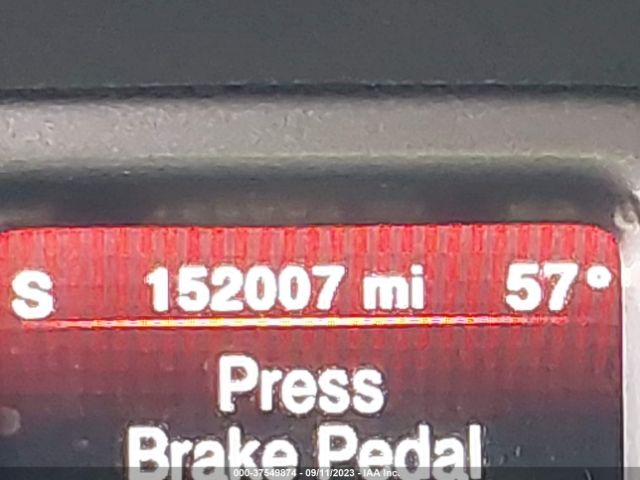 S 152007 mi 57°
Press
Brake Pedal
000-37549874 - 09/11/2023 - IAA Inc.